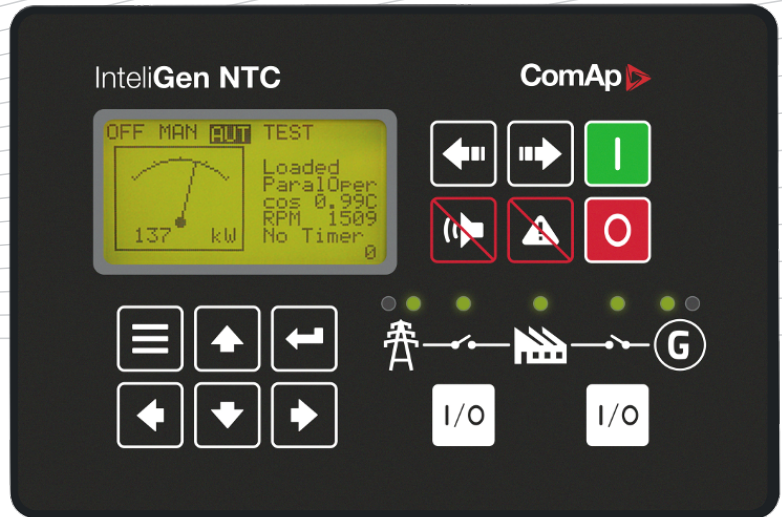 InteliGen NTC
ComAp
OFF MAN AUT TEST
Loaded
ParalOper
cos 0.99C
RPM 1509
No Timer
0
137 kW
I
O
G
I/O
I/O